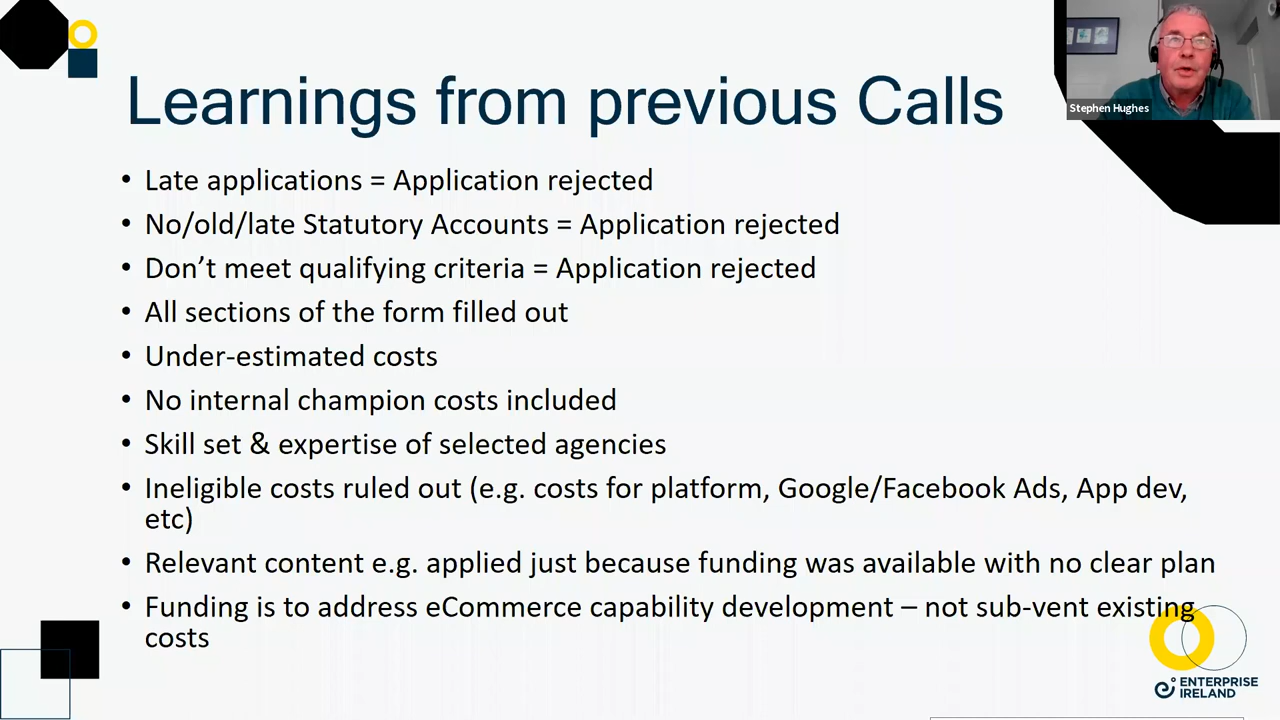 Learnings from previous Calls
Stephen Hughes
• Late applications = Application rejected
• No/old/late Statutory Accounts = Application rejected
• Don’t meet qualifying criteria = Application rejected
• All sections of the form filled out
• Under-estimated costs
• No internal champion costs included
• Skill set & expertise of selected agencies
• Ineligible costs ruled out (e.g. costs for platform, Google/Facebook Ads, App dev,
etc)
• Relevant content e.g. applied just because funding was available with no clear plan
• Funding is to address eCommerce capability development – not sub-vent existing
costs
ENTERPRISE
IRELAND